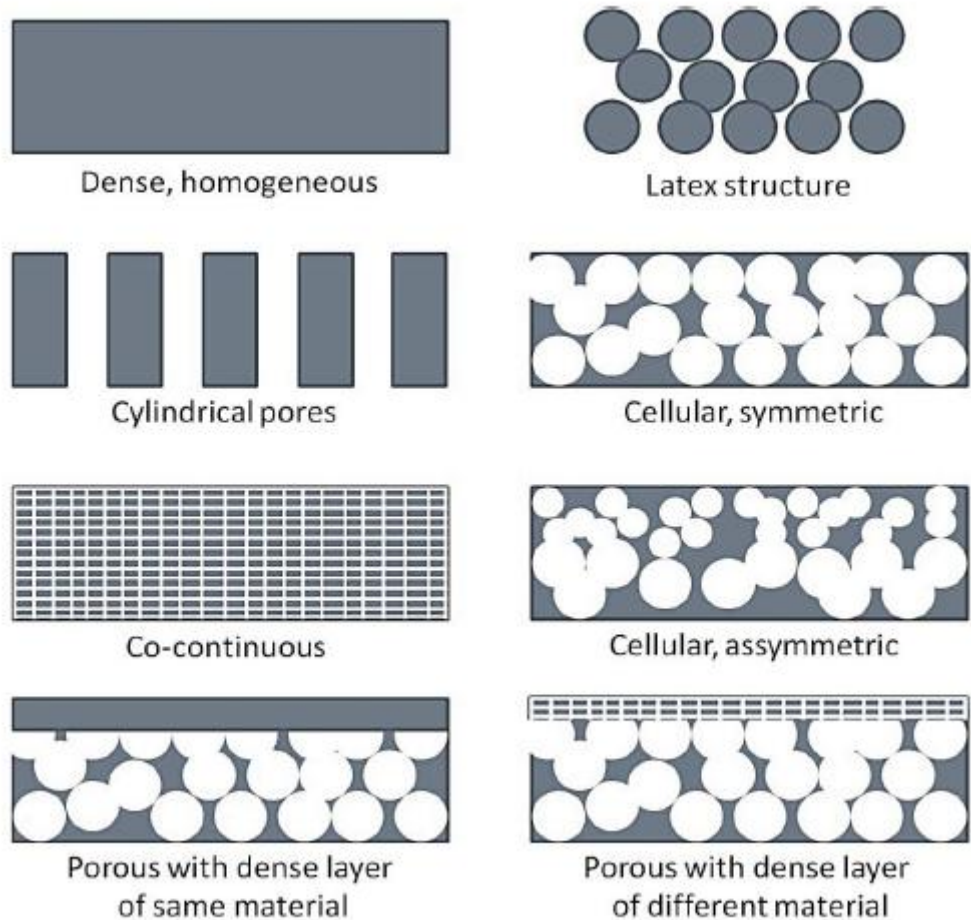 Dense, homogeneous
Latex structure
Cylindrical pores
Cellular, symmetric
Co-continuous
Cellular, assymmetric
Porous with dense layer
of same material
Porous with dense layer
of different material